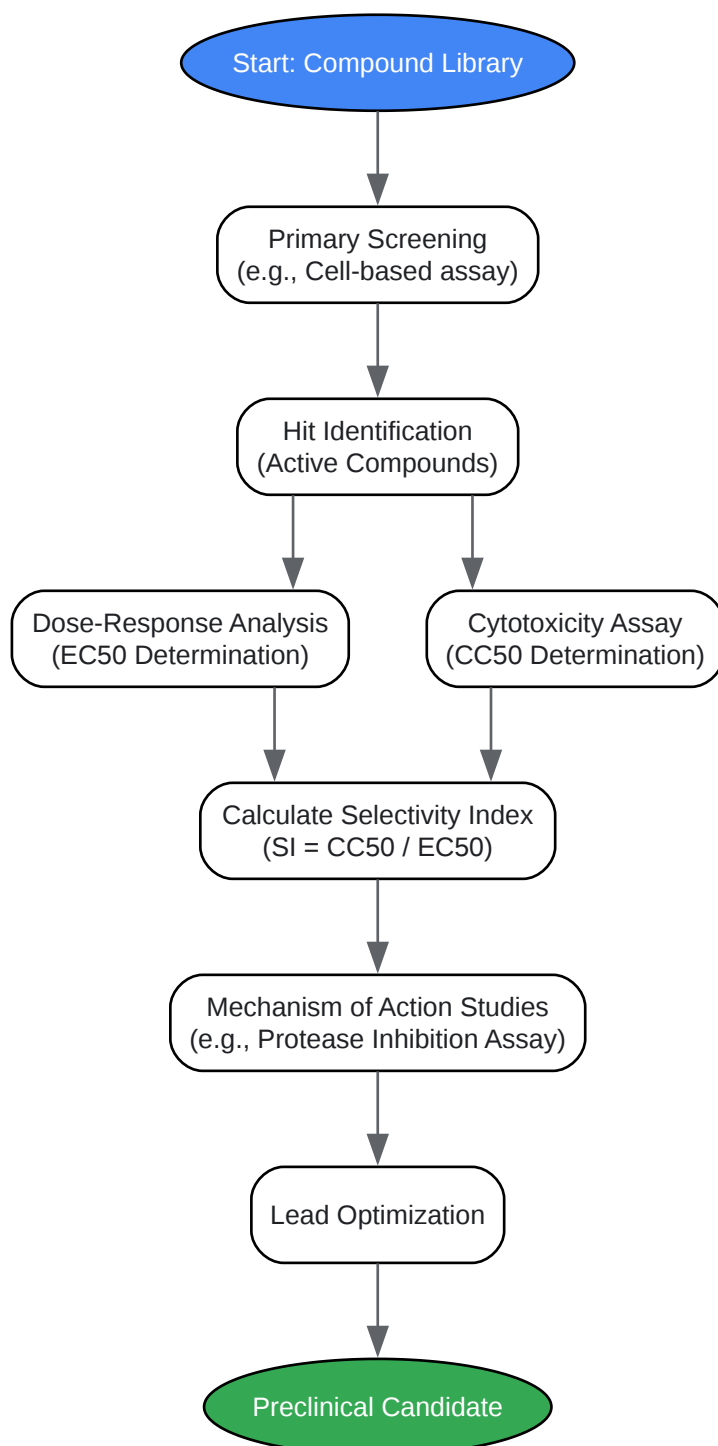 Start: Compound Library
Primary Screening
(e.g., Cell-based assay)
Hit Identification
(Active Compounds)
Dose-Response Analysis
(EC50 Determination)
Cytotoxicity Assay
(CC50 Determination)
Calculate Selectivity Index
(SI = CC50 / EC50)
Mechanism of Action Studies
(e.g., Protease Inhibition Assay)
Lead Optimization
Preclinical Candidate